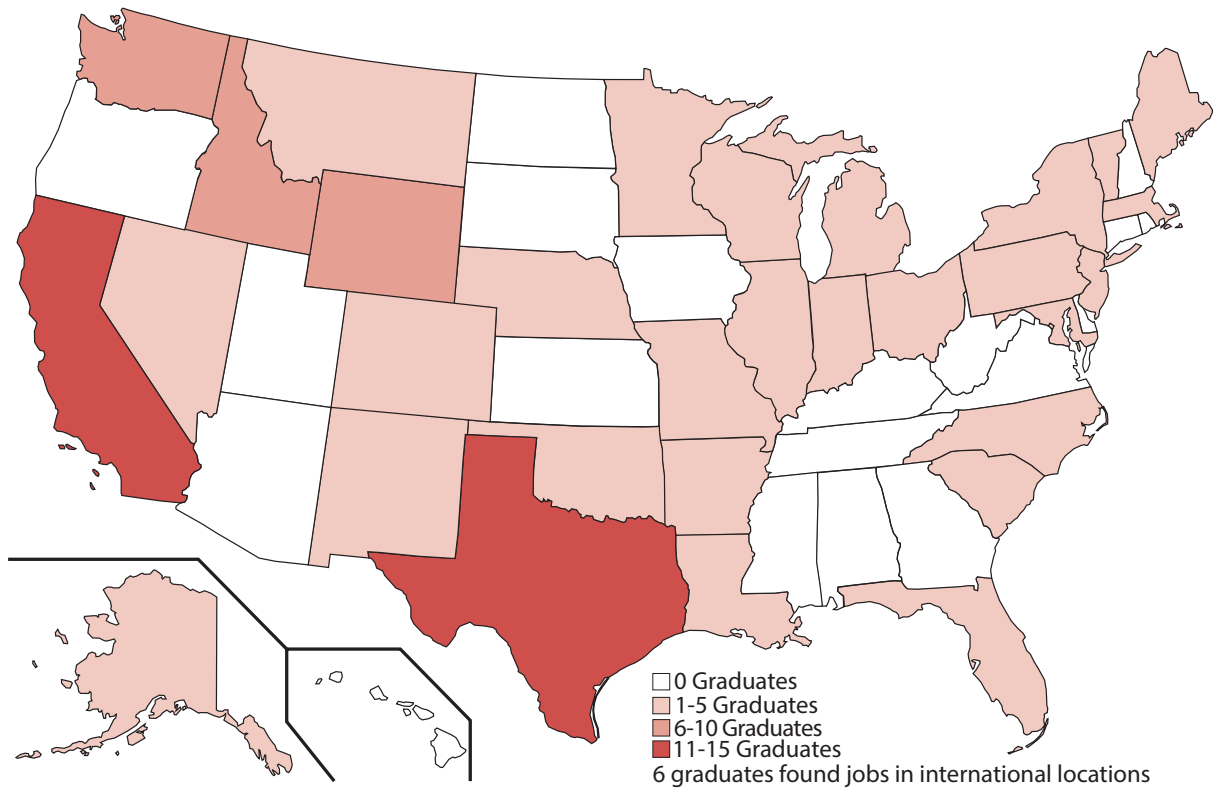 0 Graduates
1-5 Graduates
6-10 Graduates
11-15 Graduates
6 graduates found jobs in international locations